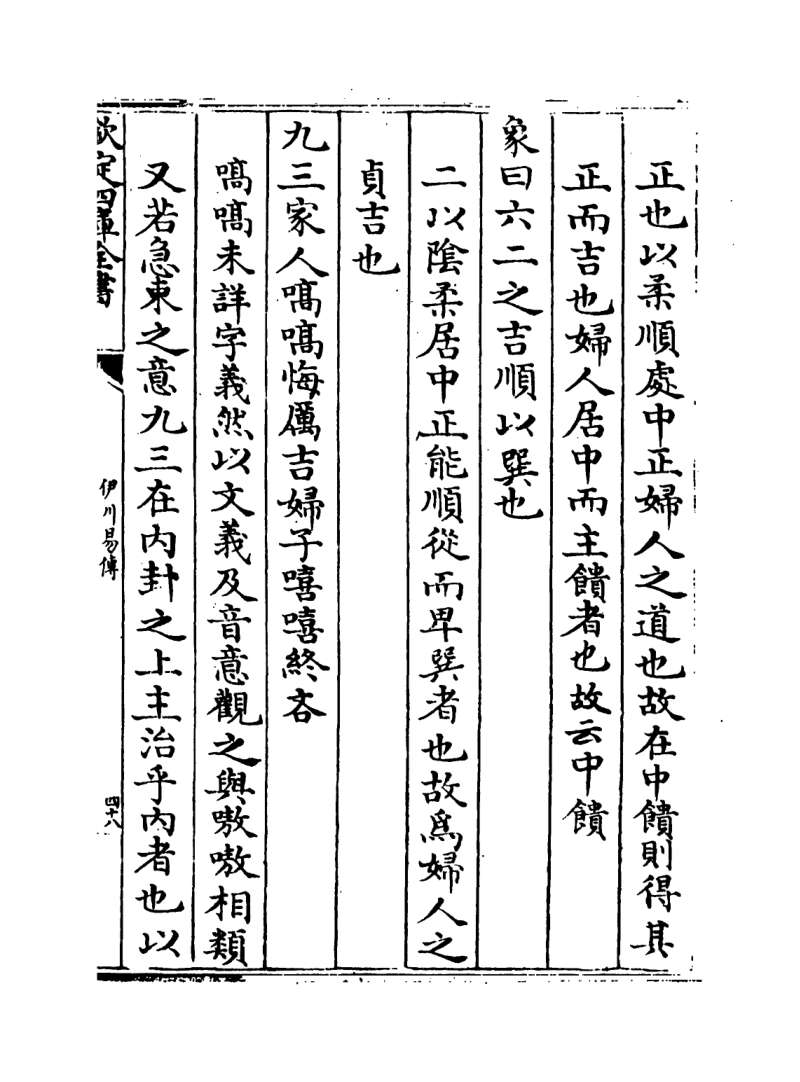 正也以柔順處中正婦人之道也故在中饋則得其
正而吉也婦人居中而主饋者也故云中饋
象曰六二之吉順以巽也
二以陰柔居中正能順從而卑巽者也故爲婦人之
貞吉也
九三家人嗃嗃悔厲吉婦子嘻嘻終吝
嗃嗃未詳字義然以文義及音意觀之與嗷嗷相類
又若急束之意九三在内卦之上主治乎内者也以
欽定四庫全書
伊川易傳
四十八